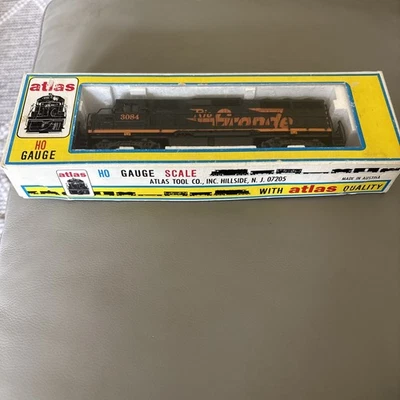 atlas
HO
GAUGE
3084
Rio Grande
atlas HO GAUGE SCALE
ATLAS TOOL CO., INC. HILLSIDE, N. J. 07205
WITH atlas QUALITY
MADE IN AUSTRIA